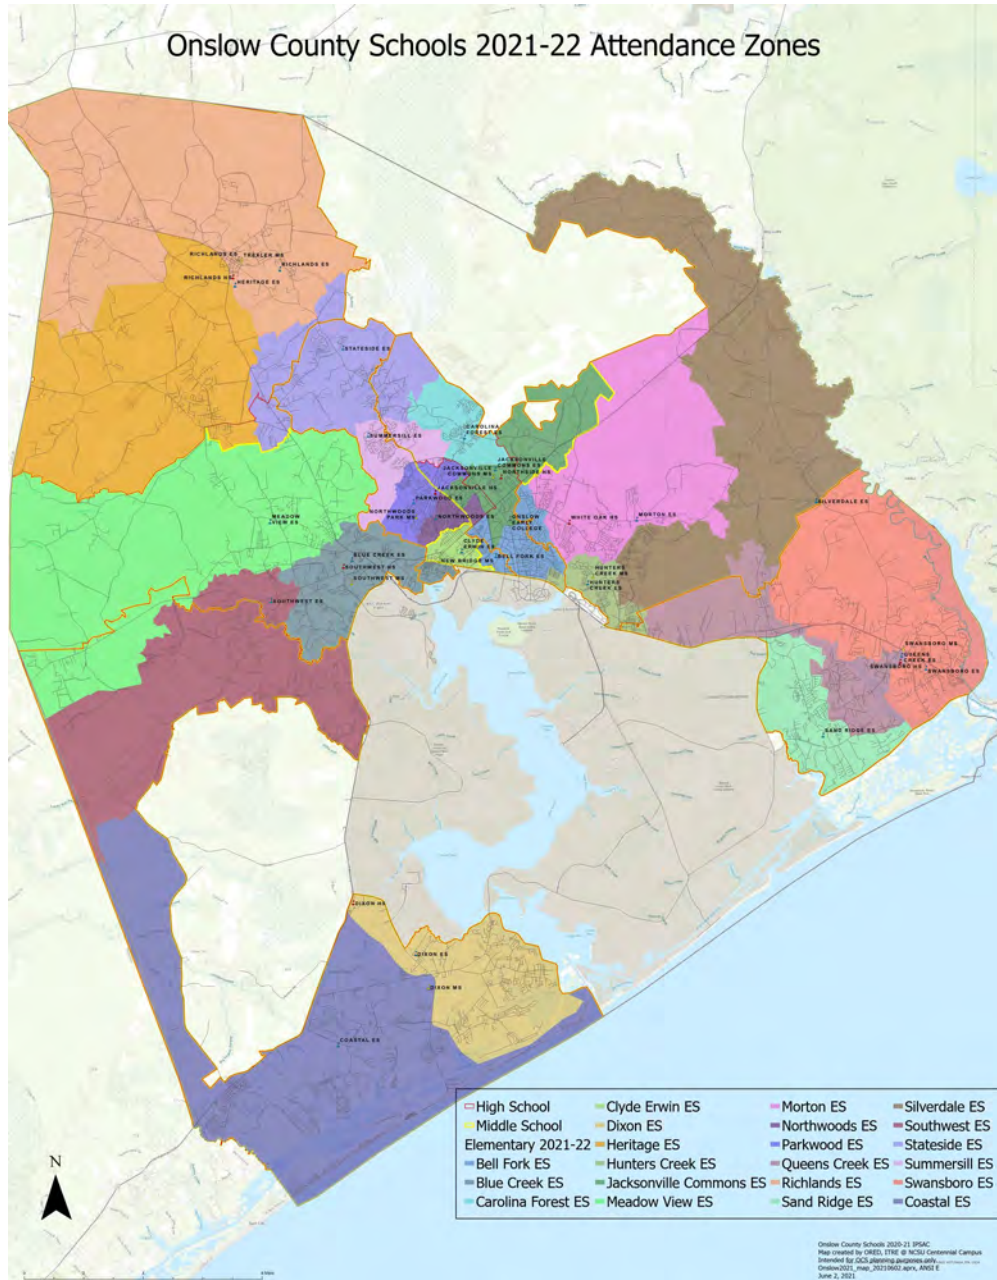 Onslow County Schools 2021-22 Attendance Zones
RICHLANDS ES
TREXLER MS
RICHLANDS ES
RICHLANDS HS
HERITAGE ES
STATESIDE ES
SUMMERSILL ES
CAROLINA
FOREST ES
JACKSONVILLE
COMMONS ES
JACKSONVILLE
COMMONS MS
NORTHSIDE HS
JACKSONVILLE HS
PARKWOOD ES
NORTHWOODS
PARK MS
NORTHWOODS ES
ONSLOW
EARLY
COLLEGE
WHITE OAK HS
MORTON ES
SILVERDALE ES
MEADOW
VIEW ES
CLYDE
ERWIN ES
NEW BRIDGE MS
BELL FORK ES
BLUE CREEK ES
SOUTHWEST HS
SOUTHWEST MS
HUNTERS
CREEK MS
HUNTERS
CREEK ES
SOUTHWEST ES
SWANSBORO MS
QUEENS
CREEK ES
SWANSBORO HS
SWANSBORO ES
SAND RIDGE ES
DIXON HS
DIXON ES
DIXON MS
COASTAL ES
High School
Middle School
Elementary 2021-22
Bell Fork ES
Blue Creek ES
Carolina Forest ES
Clyde Erwin ES
Dixon ES
Heritage ES
Hunters Creek ES
Jacksonville Commons ES
Meadow View ES
Morton ES
Northwoods ES
Parkwood ES
Queens Creek ES
Richlands ES
Sand Ridge ES
Silverdale ES
Southwest ES
Stateside ES
Summersill ES
Swansboro ES
Coastal ES
N
Onslow County Schools 2020-21 IPSAC
Map created by ORED, ITRE @ NCSU Centennial Campus
Intended for OCS planning purposes only
Onslow2021_map_20210602.aprx, ANSI E
June 2, 2021